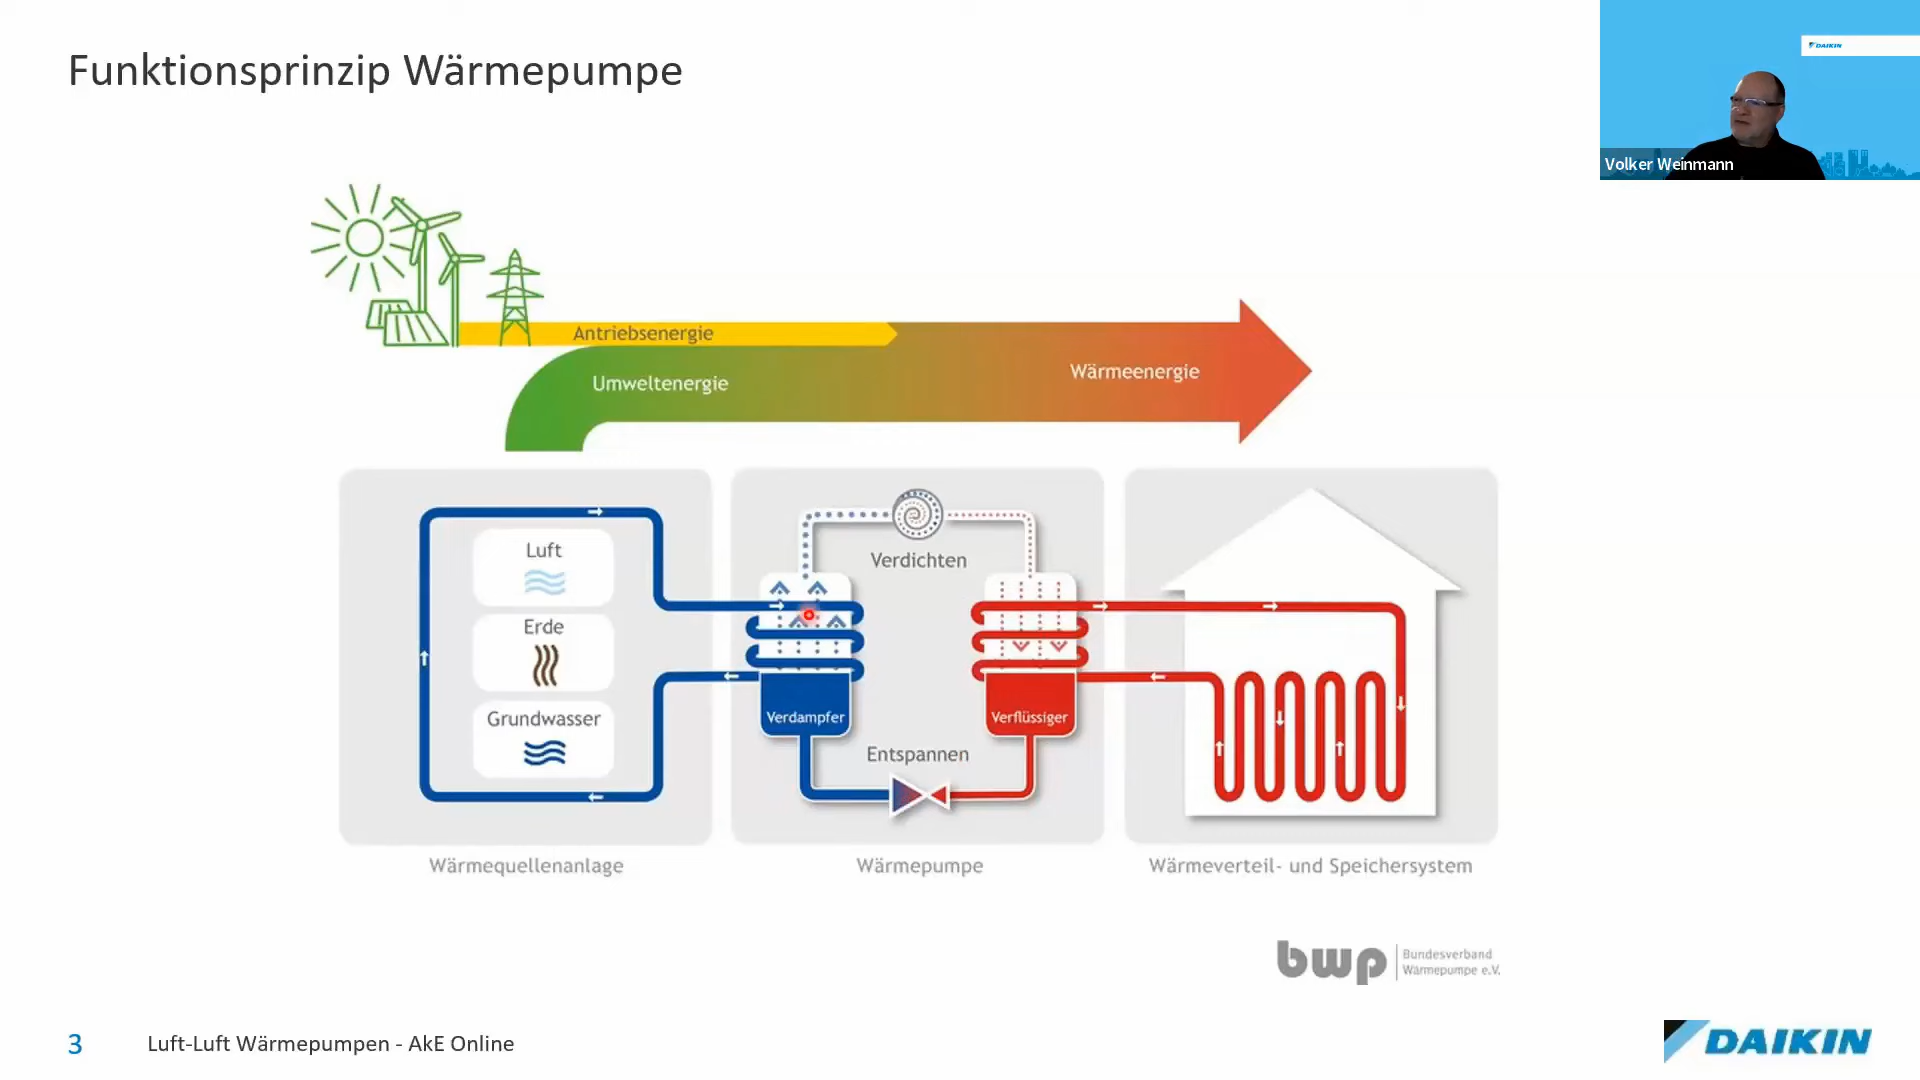 Funktionsprinzip Wärmepumpe
DAIKIN
Volker Weinmann
Antriebsenergie
Umweltenergie
Wärmeenergie
Luft
Erde
Grundwasser
Verdichten
Verdampfer
Verflüssiger
Entspannen
Wärmequellenanlage
Wärmepumpe
Wärmeverteil- und Speichersystem
bwp
Bundesverband
Wärmepumpe e.V.
3
Luft-Luft Wärmepumpen - AkE Online
DAIKIN